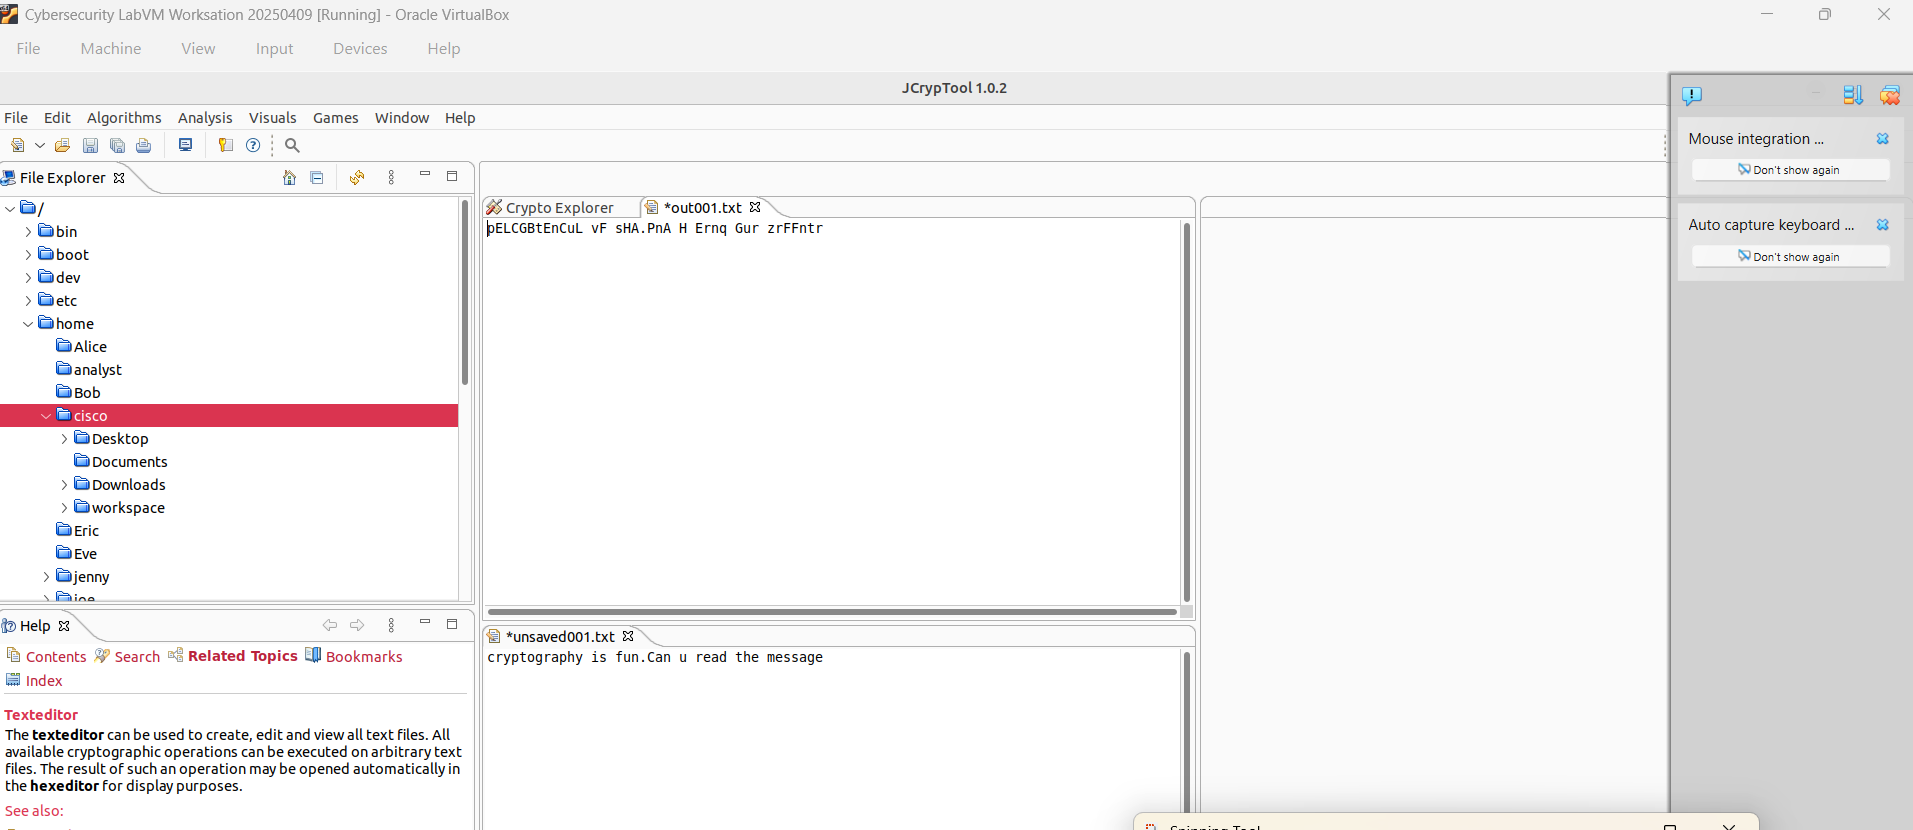 Cybersecurity LabVM Worksation 20250409 [Running] - Oracle VirtualBox
File Machine View Input Devices Help
JCrypTool 1.0.2
File Edit Algorithms Analysis Visuals Games Window Help
File Explorer
/
bin
boot
dev
etc
home
Alice
analyst
Bob
cisco
Desktop
Documents
Downloads
workspace
Eric
Eve
jenny
joe
Help
Contents Search Related Topics Bookmarks
Index
Texteditor
The texteditor can be used to create, edit and view all text files. All
available cryptographic operations can be executed on arbitrary text
files. The result of such an operation may be opened automatically in
the hexeditor for display purposes.
See also:
Crypto Explorer *out001.txt
pELCGBtEnCuL vF sHA.PnA H Ernq Gur zrFFntr
*unsaved001.txt
cryptography is fun.Can u read the message
Mouse integration ...
Don't show again
Auto capture keyboard ...
Don't show again
Snipping Tool